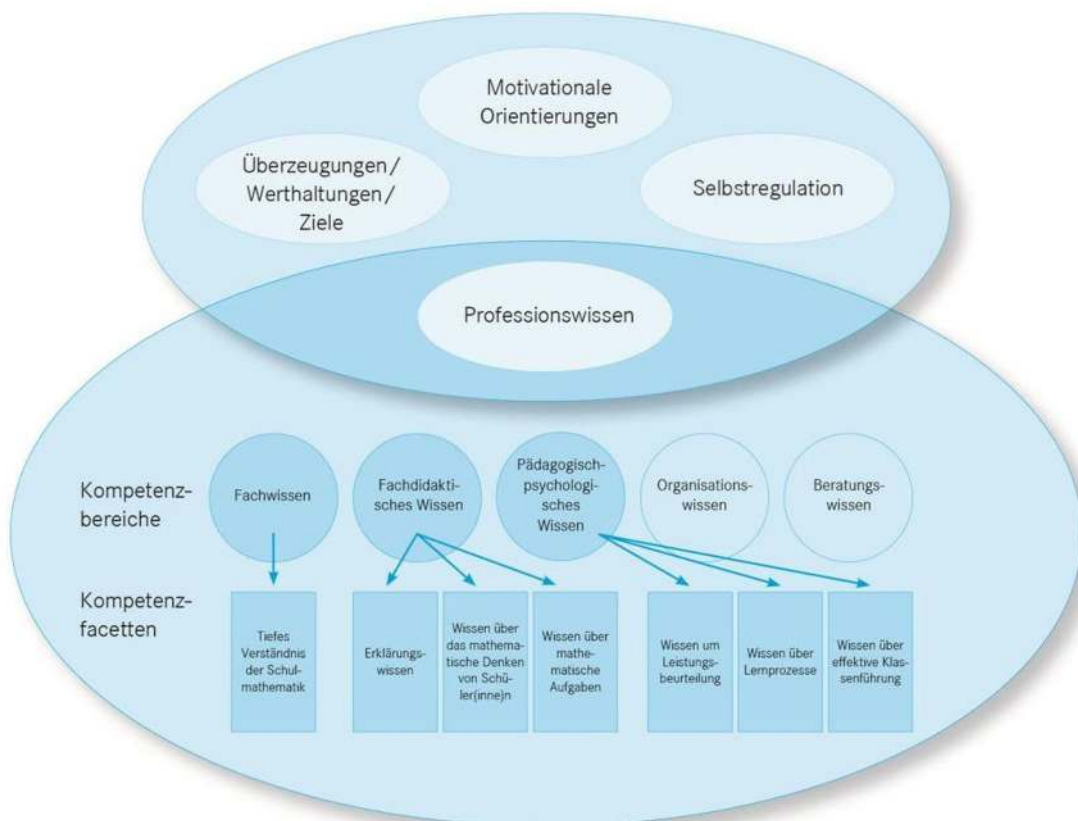 Motivationale
Orientierungen
Überzeugungen/
Werthaltungen/
Ziele
Selbstregulation
Professionswissen
Kompetenz-
bereiche
Fachwissen
Fachdidakti-
sches Wissen
Pädagogisch-
psychologi-
sches
Wissen
Organisations-
wissen
Beratungs-
wissen
Kompetenz-
facetten
Tiefes
Verständnis
der Schul-
mathematik
Erklärungs-
wissen
Wissen über
das mathema-
tische Denken
von Schü-
ler(inne)n
Wissen über
mathe-
matische
Aufgaben
Wissen um
Leistungs-
beurteilung
Wissen über
Lernprozesse
Wissen über
effektive Klas-
senführung